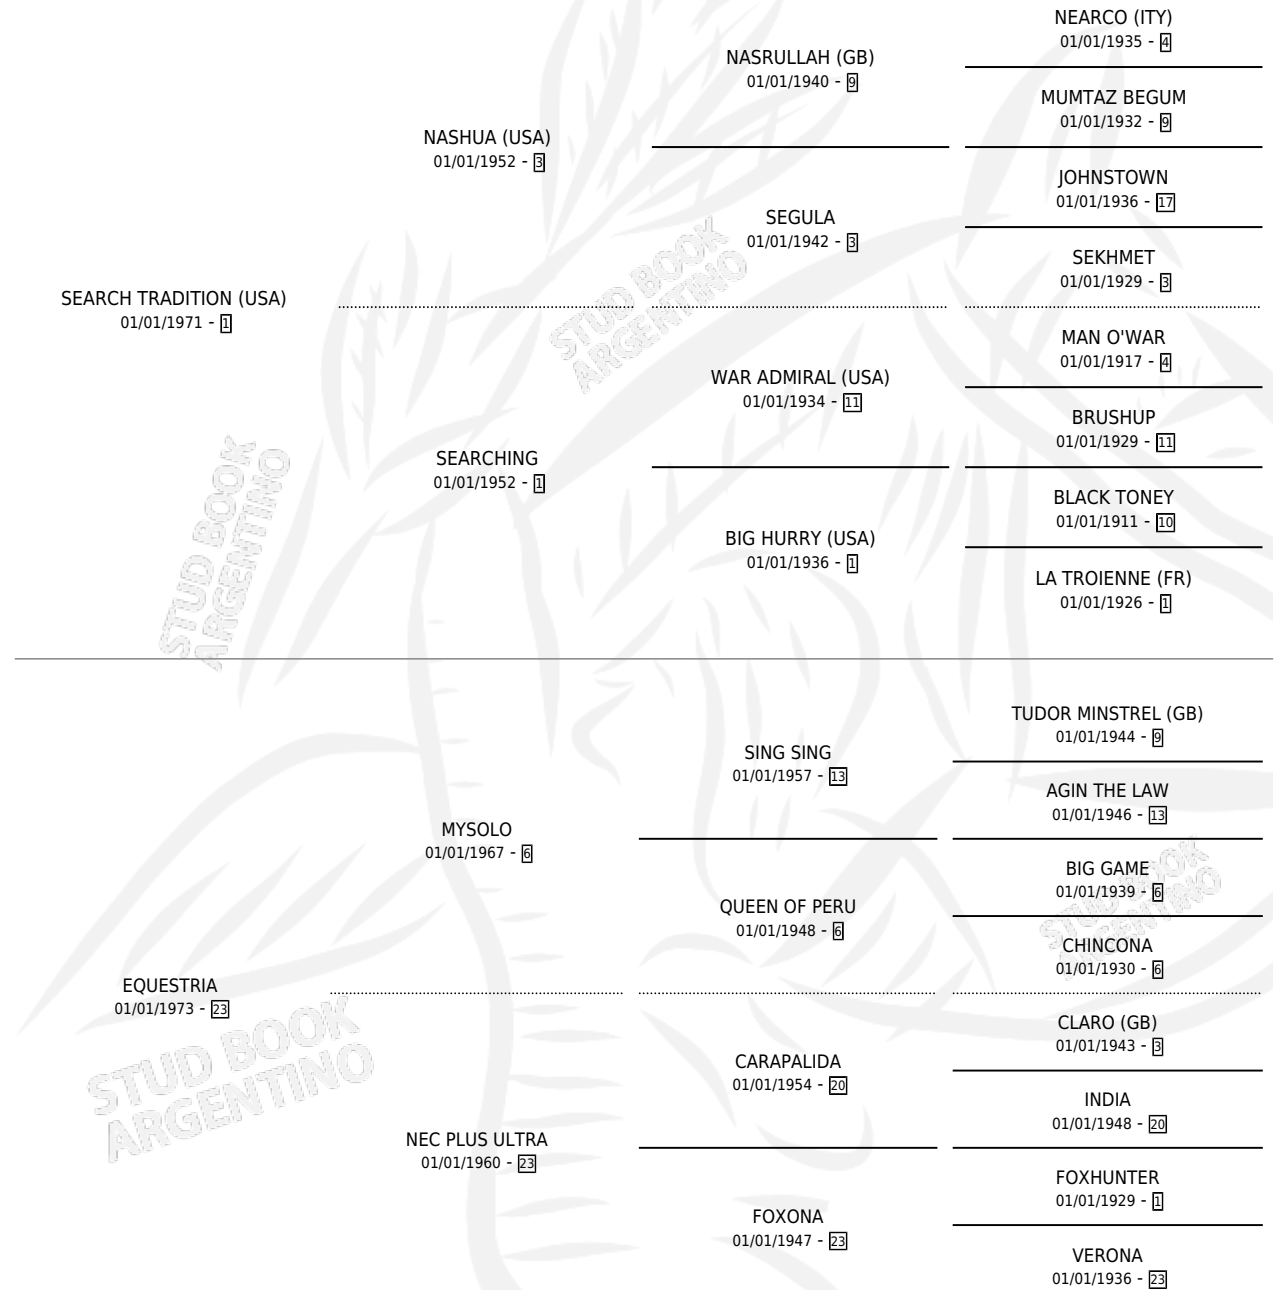 NEARCO (ITY)
01/01/1935 - 4
NASRULLAH (GB)
01/01/1940 - 9
MUMTAZ BEGUM
01/01/1932 - 9
NASHUA (USA)
01/01/1952 - 3
JOHNSTOWN
01/01/1936 - 17
SEGULA
01/01/1942 - 3
SEKHMET
01/01/1929 - 3
SEARCH TRADITION (USA)
01/01/1971 - 1
MAN O'WAR
01/01/1917 - 4
WAR ADMIRAL (USA)
01/01/1934 - 11
BRUSHUP
01/01/1929 - 11
SEARCHING
01/01/1952 - 1
BLACK TONEY
01/01/1911 - 10
BIG HURRY (USA)
01/01/1936 - 1
LA TROIENNE (FR)
01/01/1926 - 1
STUD BOOK
ARGENTINO
STUD BOOK
ARGENTINO
TUDOR MINSTREL (GB)
01/01/1944 - 9
SING SING
01/01/1957 - 13
AGIN THE LAW
01/01/1946 - 13
MYSOLO
01/01/1967 - 6
BIG GAME
01/01/1939 - 6
QUEEN OF PERU
01/01/1948 - 6
CHINCONA
01/01/1930 - 6
EQUESTRIA
01/01/1973 - 23
CLARO (GB)
01/01/1943 - 3
CARAPALIDA
01/01/1954 - 20
INDIA
01/01/1948 - 20
NEC PLUS ULTRA
01/01/1960 - 23
FOXHUNTER
01/01/1929 - 1
FOXONA
01/01/1947 - 23
VERONA
01/01/1936 - 23
STUD BOOK
ARGENTINO
STUD BOOK
ARGENTINO